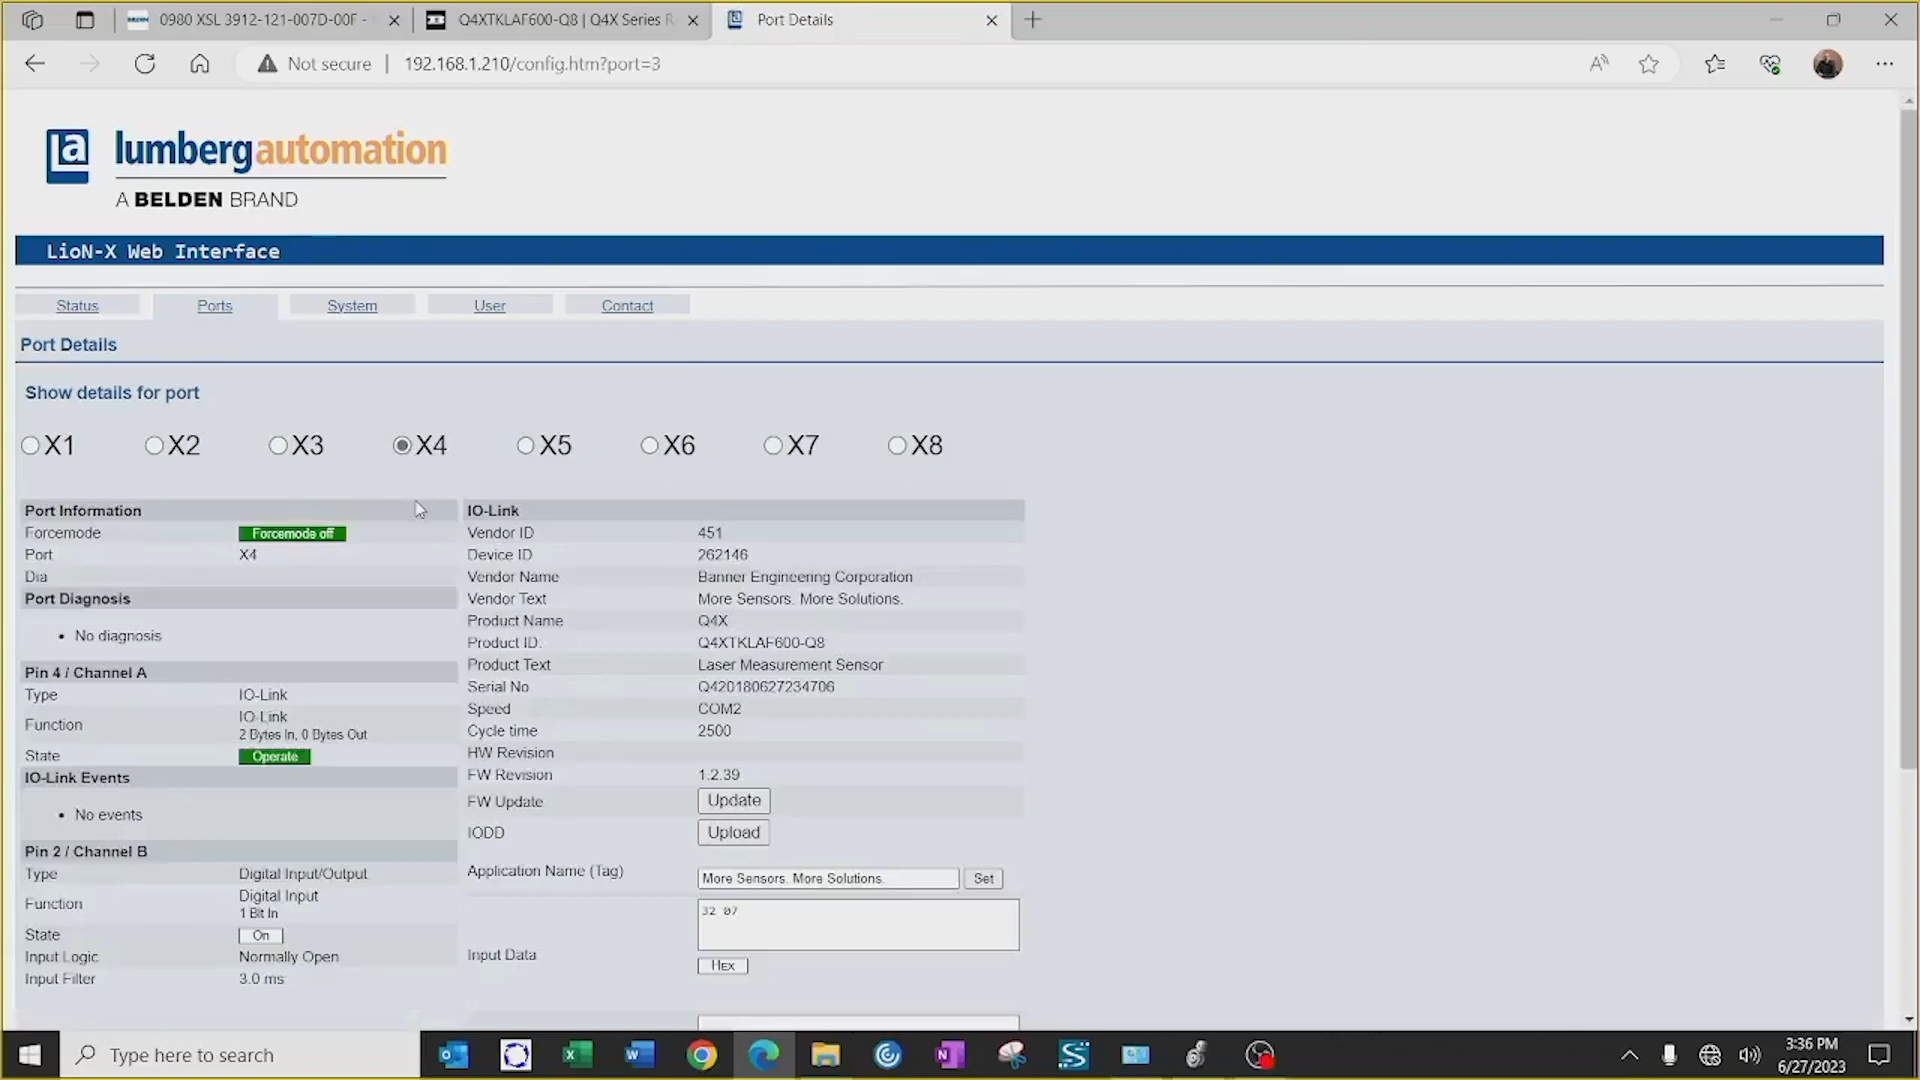 0980 XSL 3912-121-007D-00F -
Q4XTKLAF600-Q8 | Q4X Series R
Port Details
Not secure
192.168.1.210/config.htm?port=3
la
lumbergautomation
A BELDEN BRAND
LioN-X Web Interface
Status
Ports
System
User
Contact
Port Details
Show details for port
X1
X2
X3
X4
X5
X6
X7
X8
Port Information
Forcemode Forcemode off
Port X4
Dia
Port Diagnosis
• No diagnosis
Pin 4 / Channel A
Type IO-Link
Function IO-Link
2 Bytes In, 0 Bytes Out
State Operate
IO-Link Events
• No events
Pin 2 / Channel B
Type Digital Input/Output
Function Digital Input
1 Bit In
State On
Input Logic Normally Open
Input Filter 3.0 ms
IO-Link
Vendor ID 451
Device ID 262146
Vendor Name Banner Engineering Corporation
Vendor Text More Sensors. More Solutions.
Product Name Q4X
Product ID. Q4XTKLAF600-Q8
Product Text Laser Measurement Sensor
Serial No Q420180627234706
Speed COM2
Cycle time 2500
HW Revision
FW Revision 1.2.39
FW Update Update
IODD Upload
Application Name (Tag) More Sensors. More Solutions. Set
32 07
Input Data
Hex
Type here to search
3:36 PM
6/27/2023